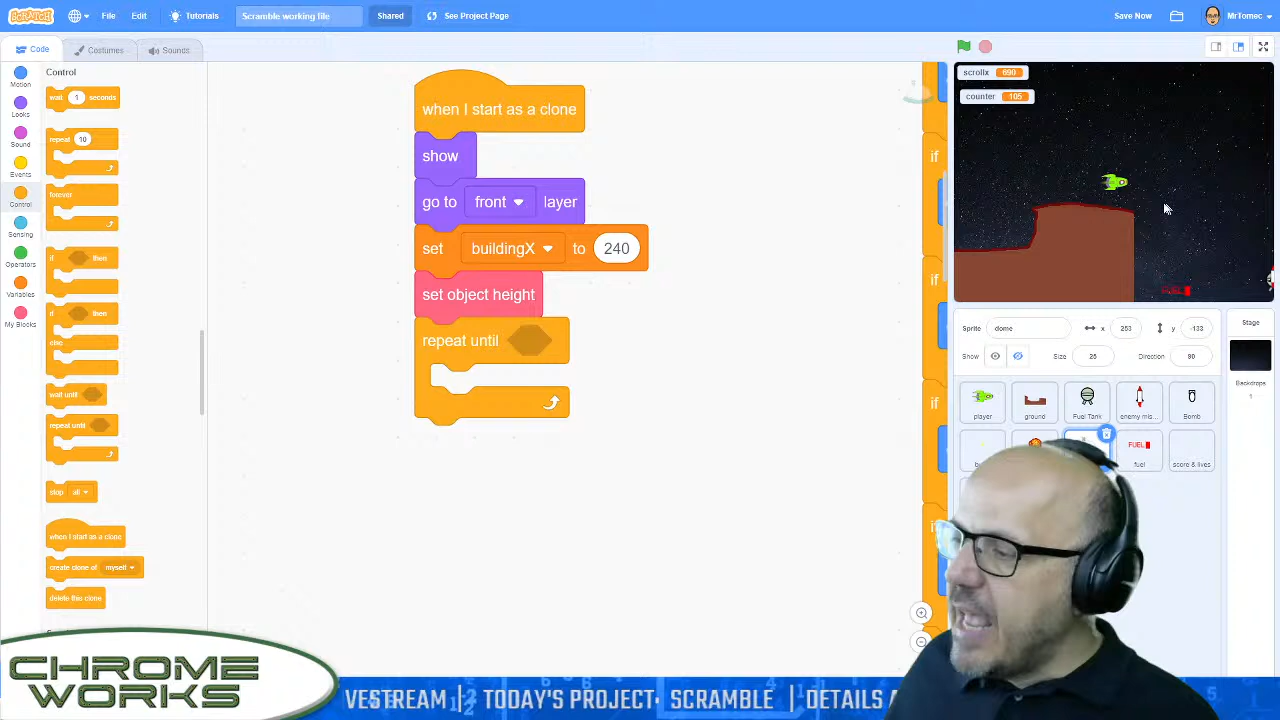 SCRATCH File Edit Tutorials Scramble working file Shared See Project Page Save Now MrTomec
Code Costumes Sounds
Motion
Looks
Sound
Events
Control
Sensing
Operators
Variables
My Blocks
Control
wait 1 seconds
repeat 10
forever
if then
if then
else
wait until
repeat until
stop all
when I start as a clone
create clone of myself
delete this clone
when I start as a clone
show
go to front layer
set buildingX to 240
set object height
repeat until
if
if
if
scrollx 690
counter 105
FUEL
Sprite dome x 253 y -133
Show Size 25 Direction 90
Stage
Backdrops
1
player ground Fuel Tank enemy mis... Bomb
FUEL
fuel score & lives
CHROME
WORKS
VESTREAM | TODAY'S PROJECT: SCRAMBLE | DETAILS